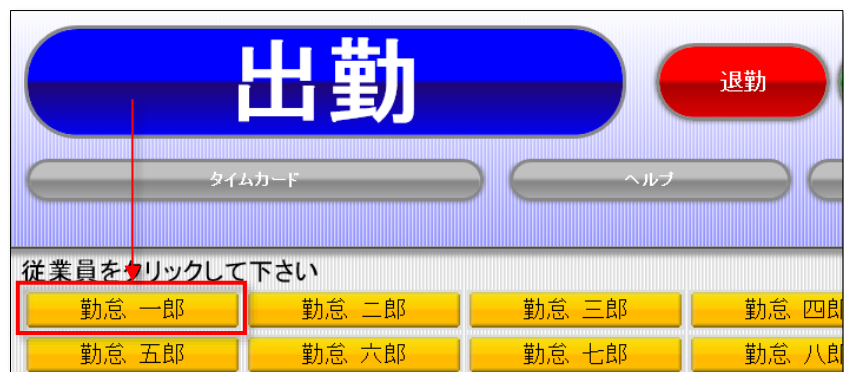 出勤 退勤
タイムカード ヘルプ
従業員をクリックして下さい
勤怠 一郎 勤怠 二郎 勤怠 三郎 勤怠 四郎
勤怠 五郎 勤怠 六郎 勤怠 七郎 勤怠 八郎